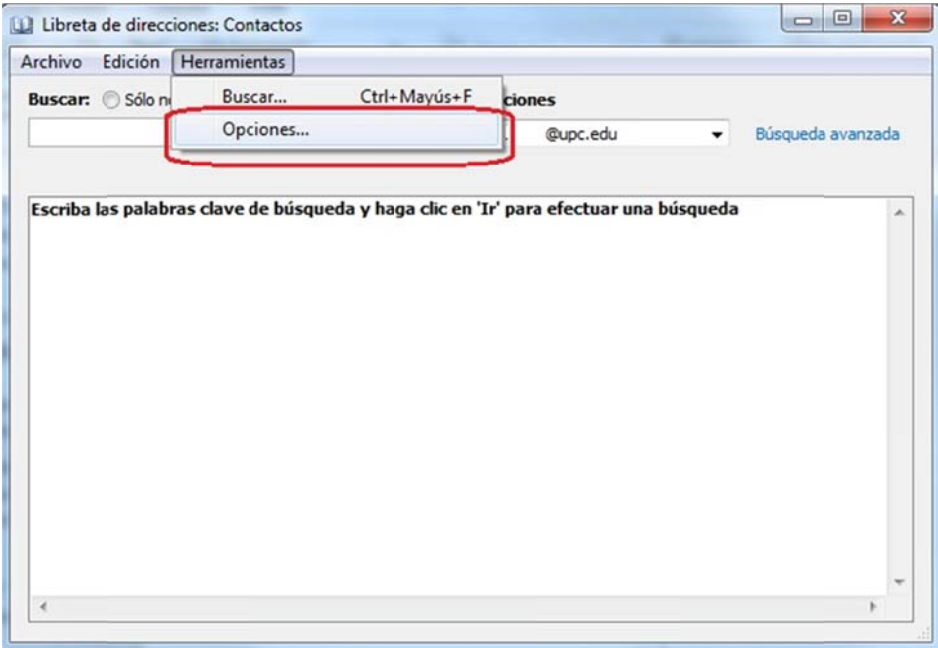 Libreta de direcciones: Contactos
Archivo Edición Herramientas
Buscar: Sólo
Buscar... Ctrl+Mayús+F
ciones
Opciones...
@upc.edu Búsqueda avanzada
Escriba las palabras clave de búsqueda y haga clic en 'Ir' para efectuar una búsqueda